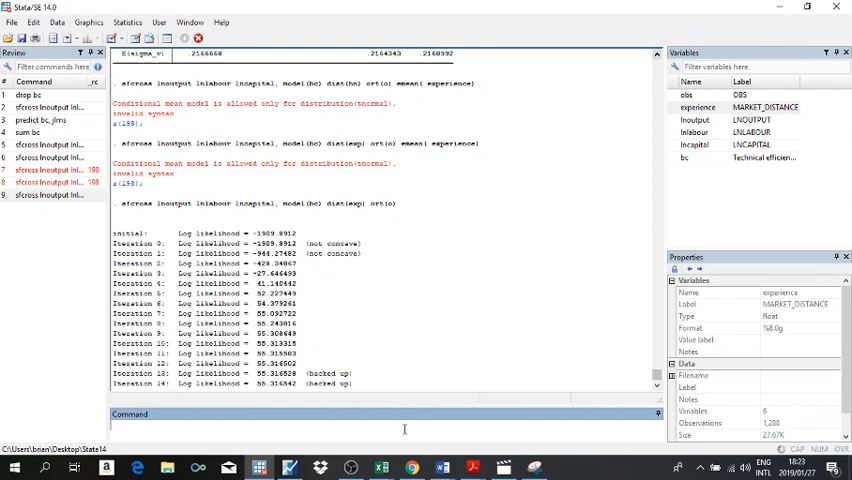 Stata/SE 14.0
File Edit Data Graphics Statistics User Window Help
Review
Filter commands here
# Command _rc
1 drop bc
2 sfcross lnoutput lnl...
3 predict bc, jlms
4 sum bc
5 sfcross lnoutput lnl...
6 sfcross lnoutput lnl...
7 sfcross lnoutput lnl... 198
8 sfcross lnoutput lnl... 198
9 sfcross lnoutput lnl...
E(sigma_v) .2166668 .2164343 .2168992
. sfcross lnoutput lnlabour lncapital, model(bc) dist(hn) ort(o) emean( experience)
Conditional mean model is allowed only for distribution(tnormal).
invalid syntax
r(198);
. sfcross lnoutput lnlabour lncapital, model(bc) dist(exp) ort(o) emean( experience)
Conditional mean model is allowed only for distribution(tnormal).
invalid syntax
r(198);
. sfcross lnoutput lnlabour lncapital, model(bc) dist(exp) ort(o)
initial: Log likelihood = -1909.8912
Iteration 0: Log likelihood = -1909.8912 (not concave)
Iteration 1: Log likelihood = -944.27482 (not concave)
Iteration 2: Log likelihood = -428.34867
Iteration 3: Log likelihood = -27.646493
Iteration 4: Log likelihood = 41.140442
Iteration 5: Log likelihood = 52.227449
Iteration 6: Log likelihood = 54.379261
Iteration 7: Log likelihood = 55.092722
Iteration 8: Log likelihood = 55.243816
Iteration 9: Log likelihood = 55.308649
Iteration 10: Log likelihood = 55.313315
Iteration 11: Log likelihood = 55.315583
Iteration 12: Log likelihood = 55.316502
Iteration 13: Log likelihood = 55.316528 (backed up)
Iteration 14: Log likelihood = 55.316542 (backed up)
Command
Variables
Filter variables here
Name Label
obs OBS
experience MARKET_DISTANCE
lnoutput LNOUTPUT
lnlabour LNLABOUR
lncapital LNCAPITAL
bc Technical efficien...
Properties
Variables
Name experience
Label MARKET_DISTANCE
Type float
Format %8.0g
Value label
Notes
Data
Filename
Label
Notes
Variables 6
Observations 1,288
Size 27.67K
C:\Users\brian\Desktop\Stata14
CAP NUM OVR
ENG
INTL
18:23
2019/01/27